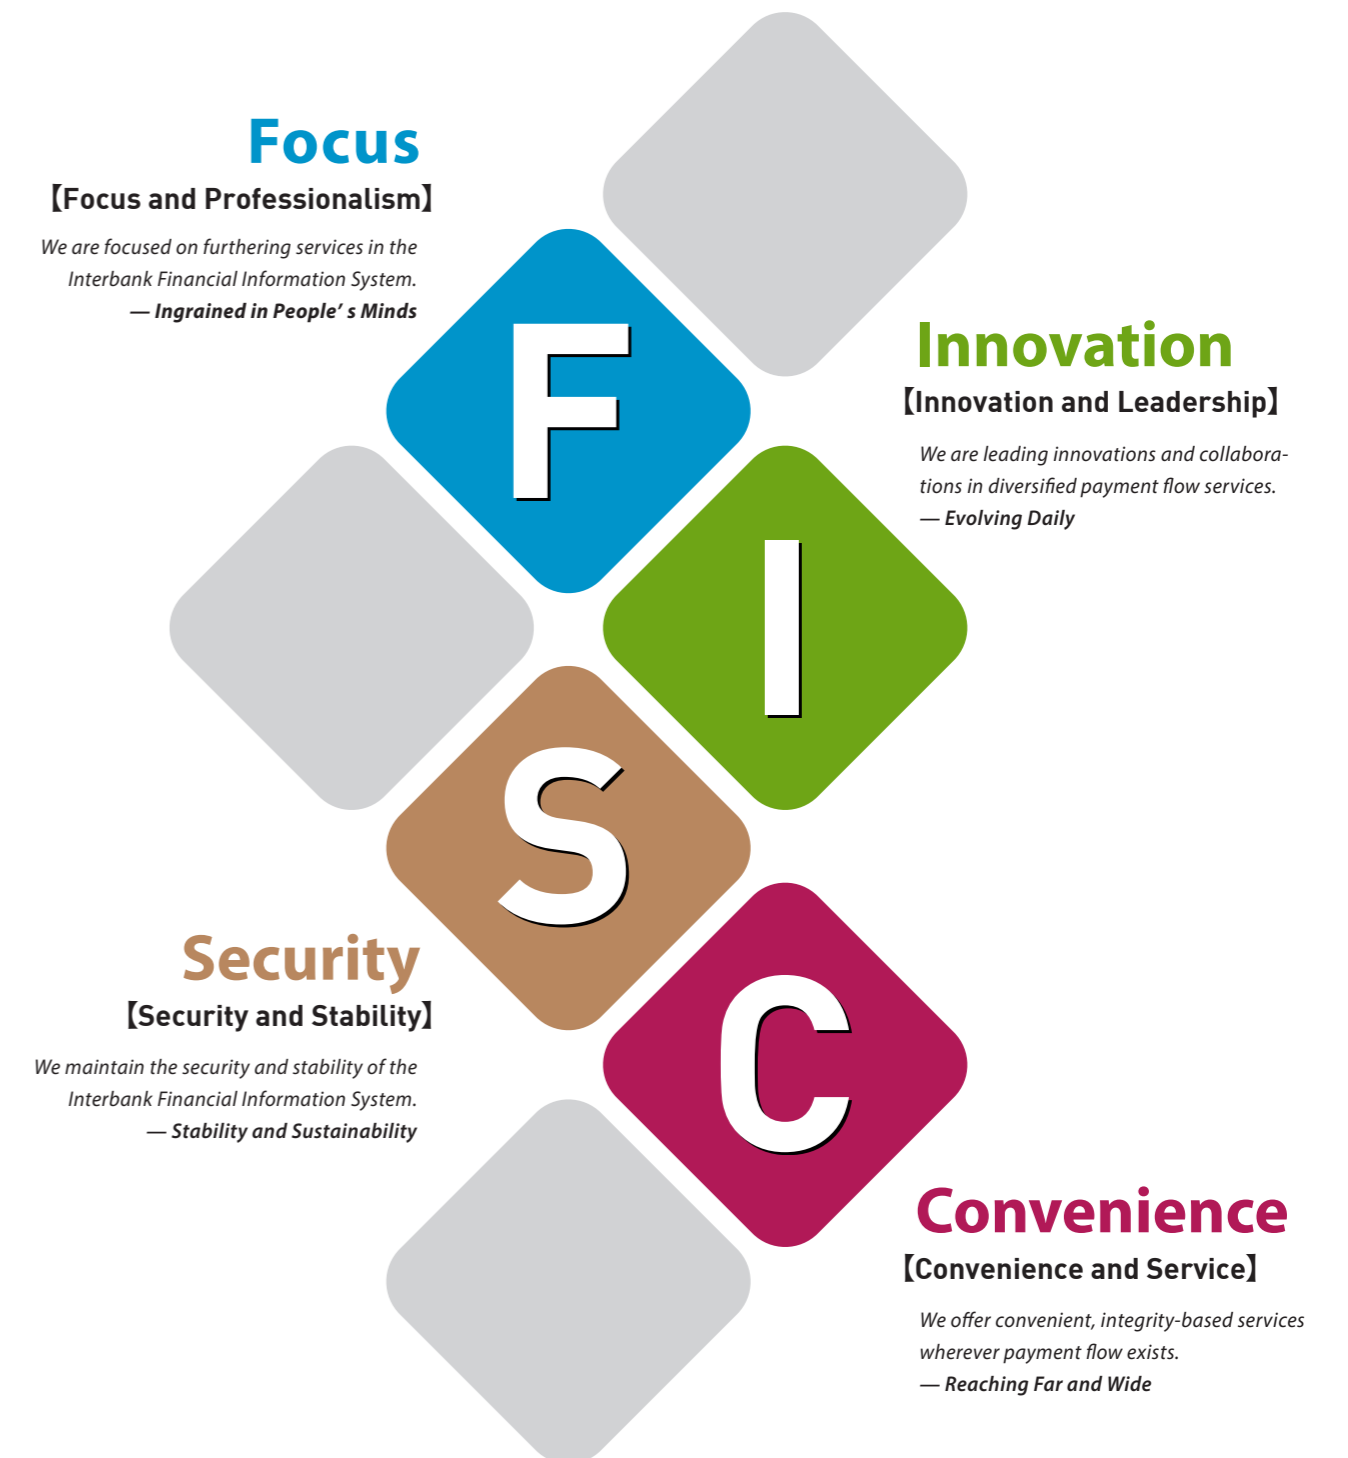 Focus
【Focus and Professionalism】
We are focused on furthering services in the
Interbank Financial Information System.
— Ingrained in People’ s Minds
F
Innovation
【Innovation and Leadership】
We are leading innovations and collabora-
tions in diversified payment flow services.
— Evolving Daily
I
S
Security
【Security and Stability】
We maintain the security and stability of the
Interbank Financial Information System.
— Stability and Sustainability
C
Convenience
【Convenience and Service】
We offer convenient, integrity-based services
wherever payment flow exists.
— Reaching Far and Wide